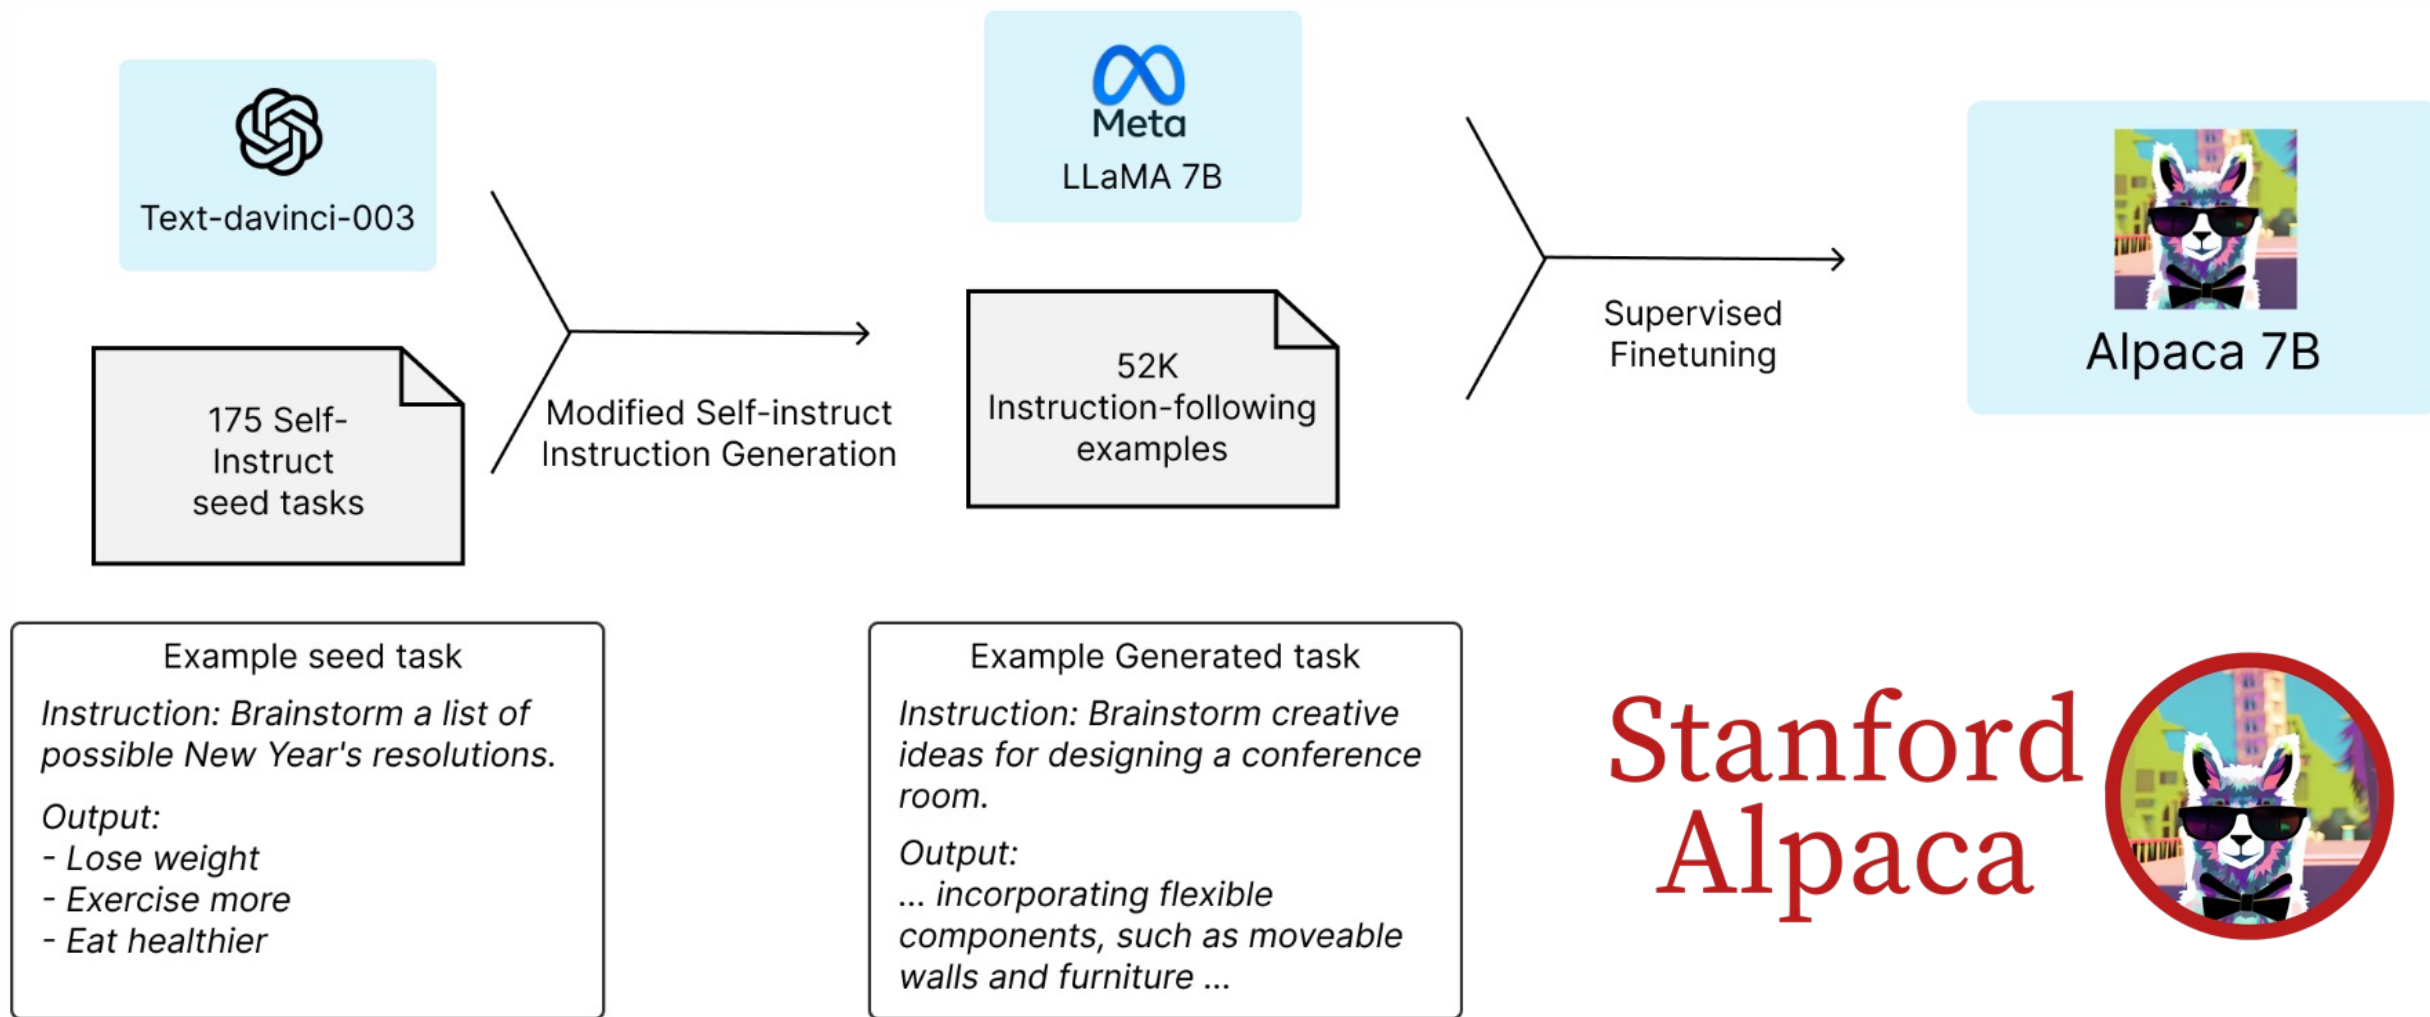 Text-davinci-003
175 Self-
Instruct
seed tasks
Modified Self-instruct
Instruction Generation
Meta
LLaMA 7B
52K
Instruction-following
examples
Supervised
Finetuning
Alpaca 7B
Example seed task
Instruction: Brainstorm a list of
possible New Year's resolutions.
Output:
- Lose weight
- Exercise more
- Eat healthier
Example Generated task
Instruction: Brainstorm creative
ideas for designing a conference
room.
Output:
... incorporating flexible
components, such as moveable
walls and furniture ...
Stanford
Alpaca